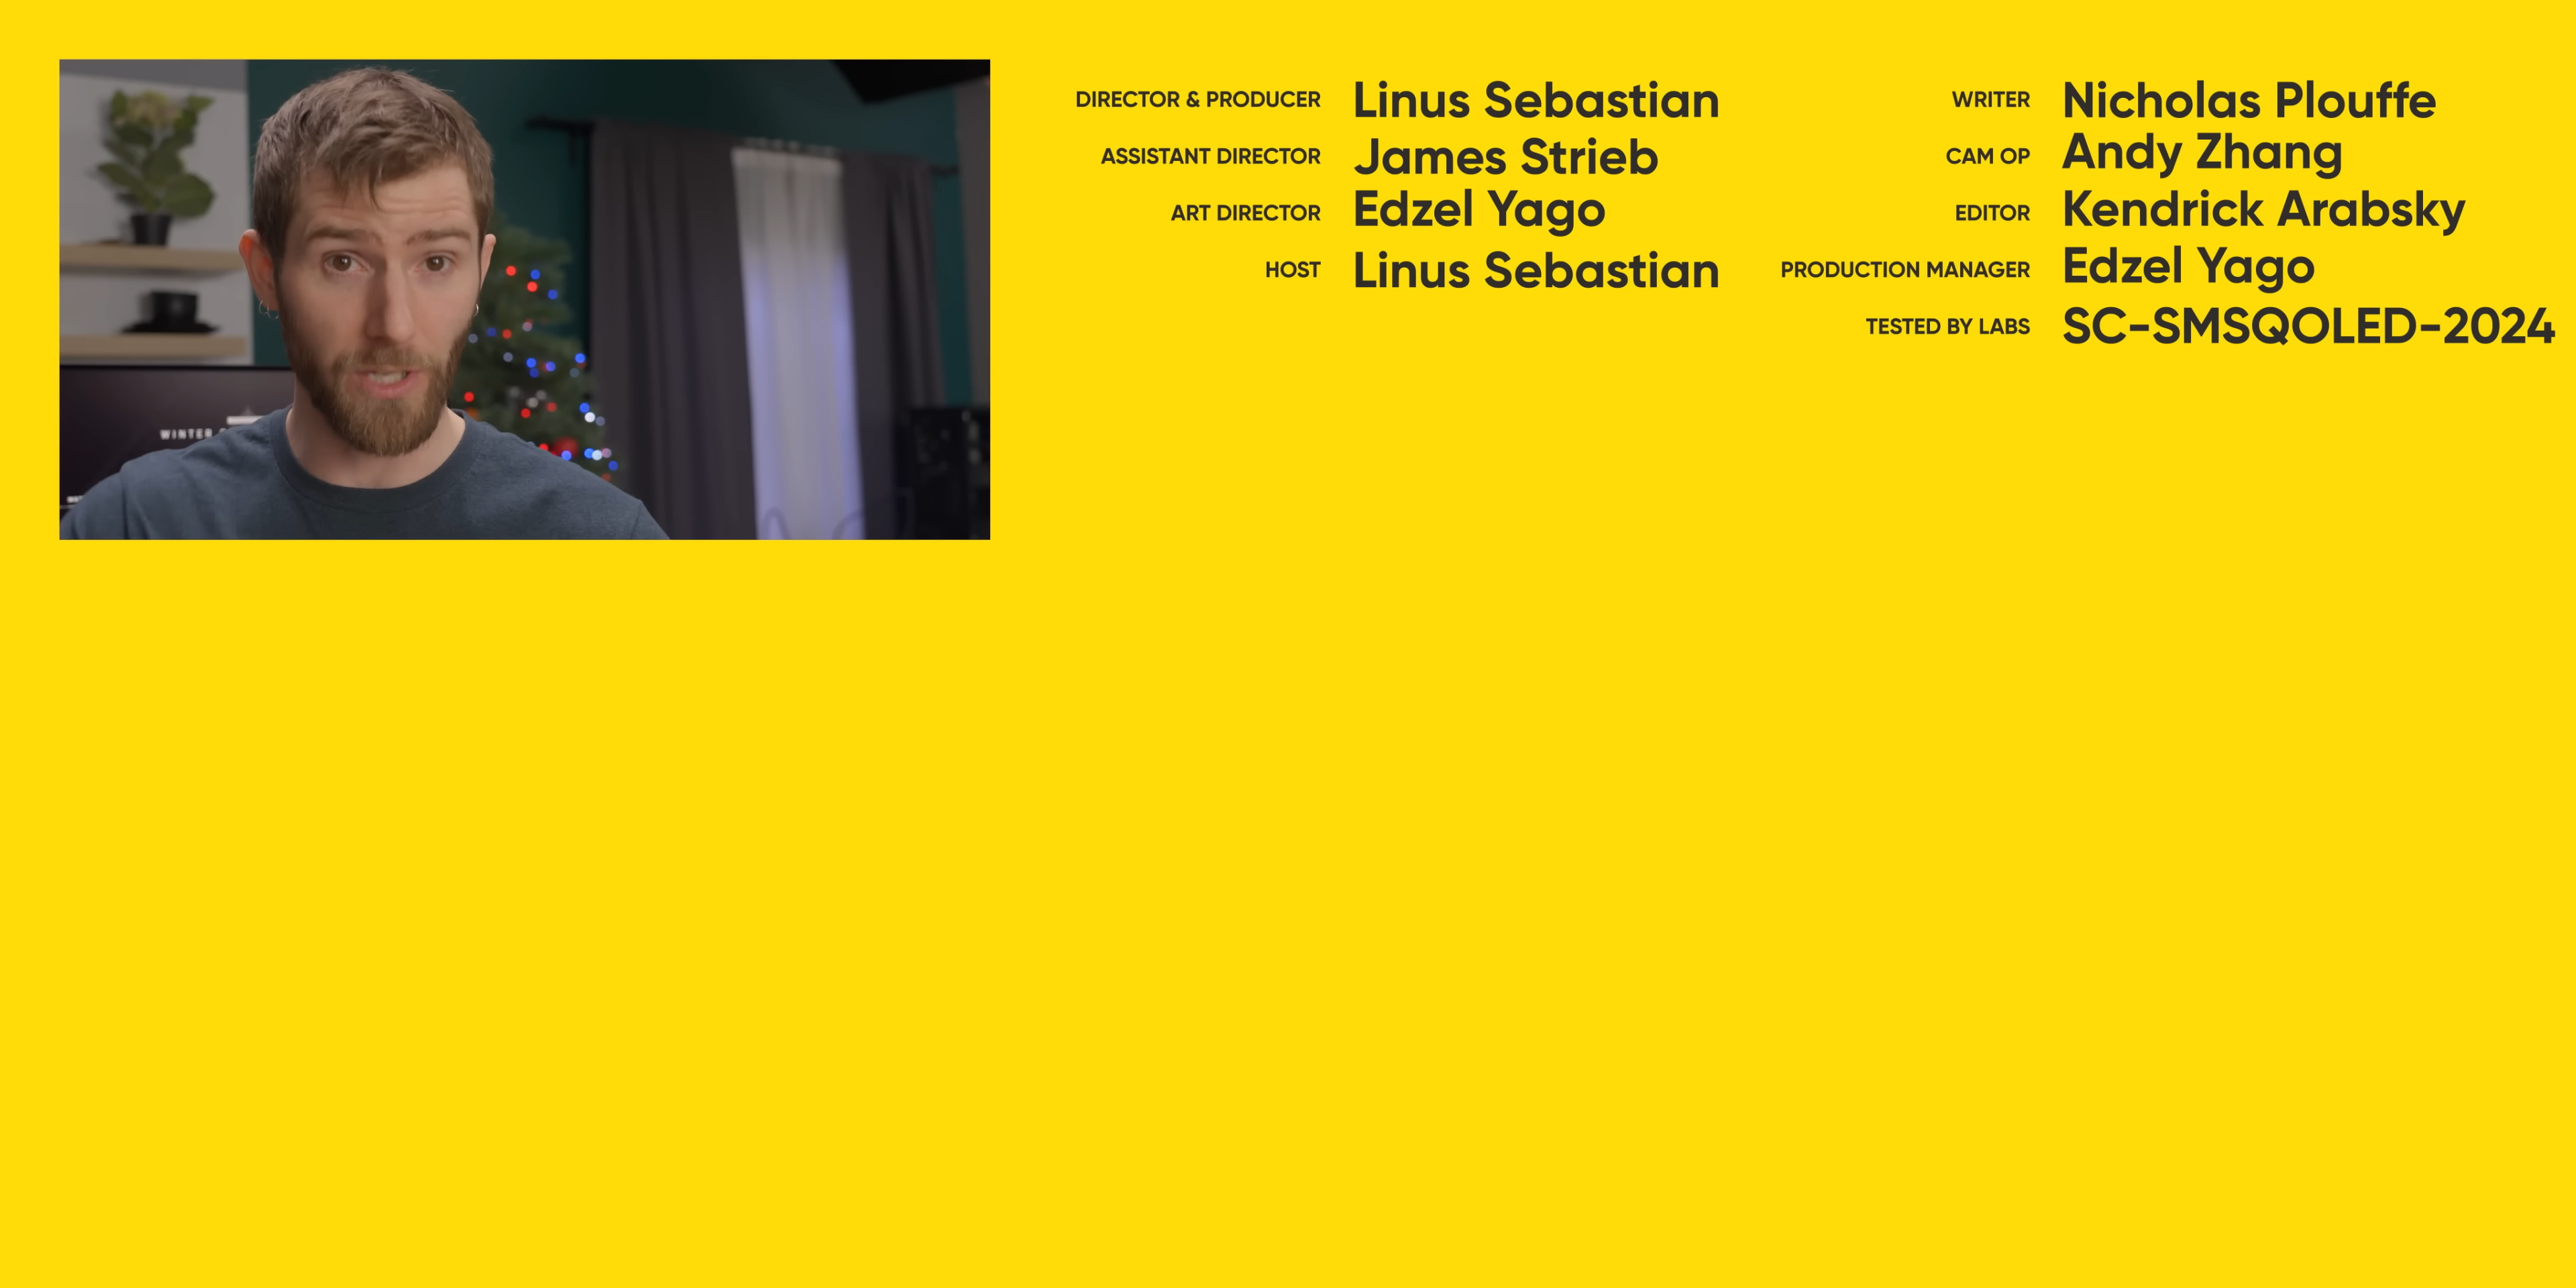 DIRECTOR & PRODUCER Linus Sebastian
ASSISTANT DIRECTOR James Strieb
ART DIRECTOR Edzel Yago
HOST Linus Sebastian
WRITER Nicholas Plouffe
CAM OP Andy Zhang
EDITOR Kendrick Arabsky
PRODUCTION MANAGER Edzel Yago
TESTED BY LABS SC-SMSQOLED-2024
WINTER